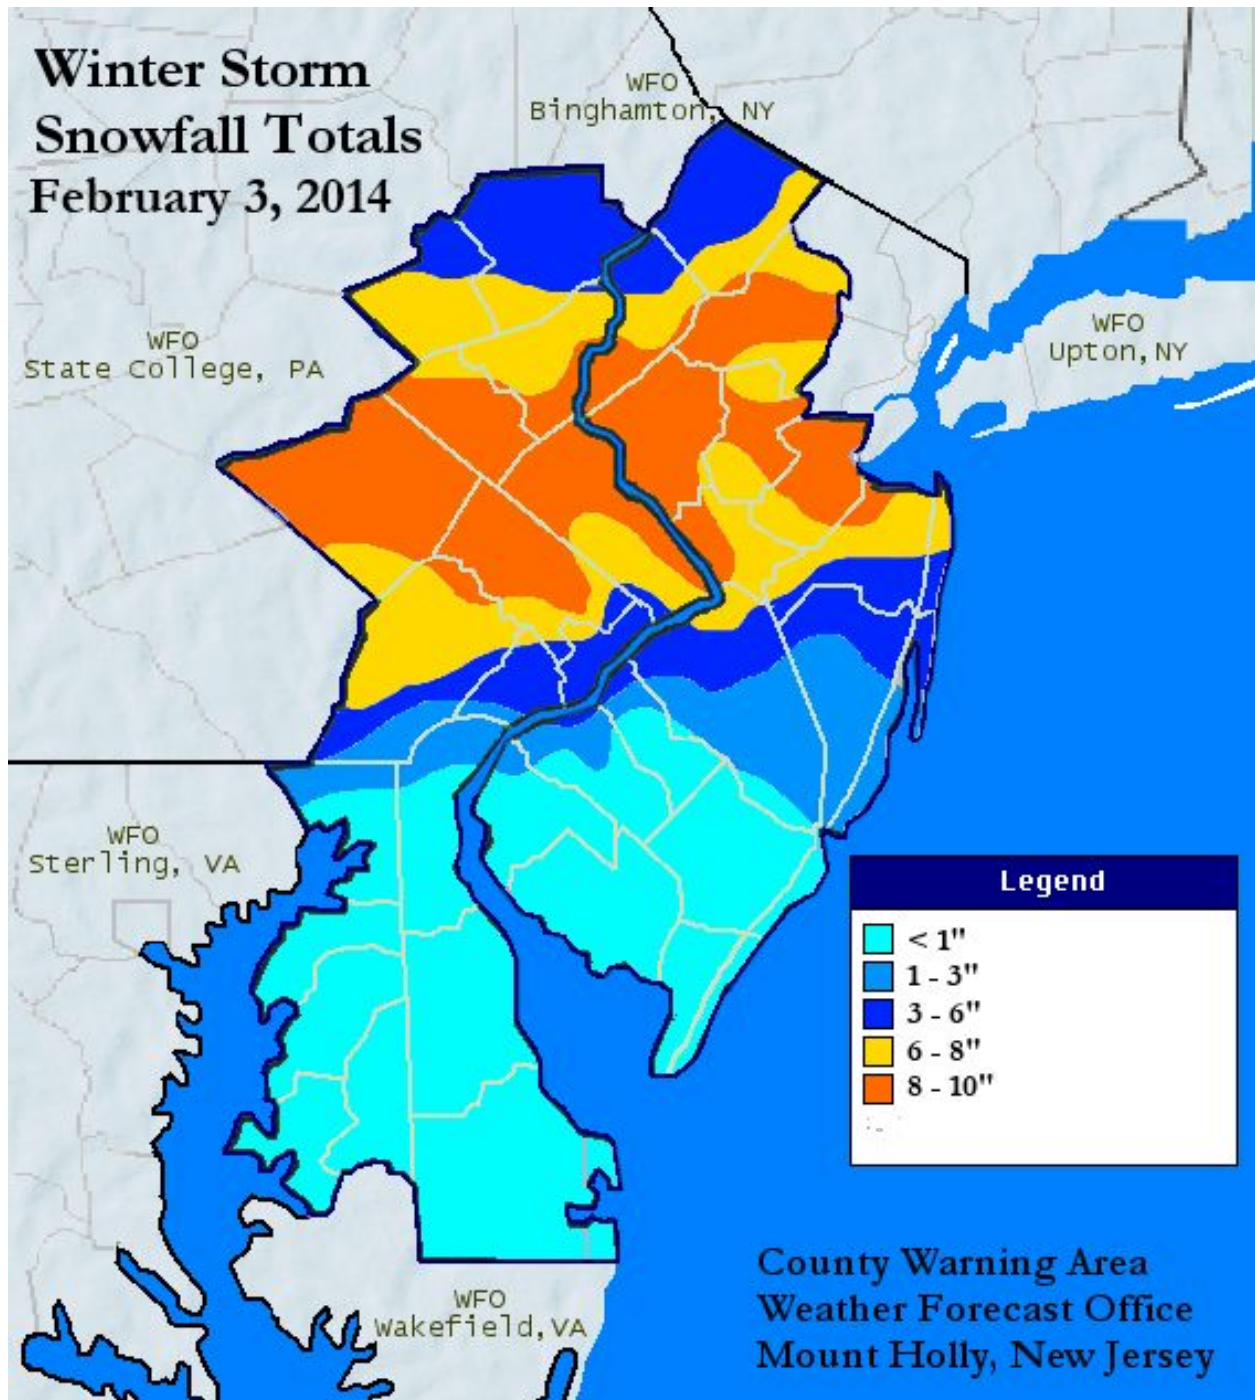 Winter Storm
Snowfall Totals
February 3, 2014
WFO
Binghamton, NY
WFO
State College, PA
WFO
Upton, NY
WFO
Sterling, VA
Legend
< 1"
1 - 3"
3 - 6"
6 - 8"
8 - 10"
WFO
Wakefield, VA
County Warning Area
Weather Forecast Office
Mount Holly, New Jersey